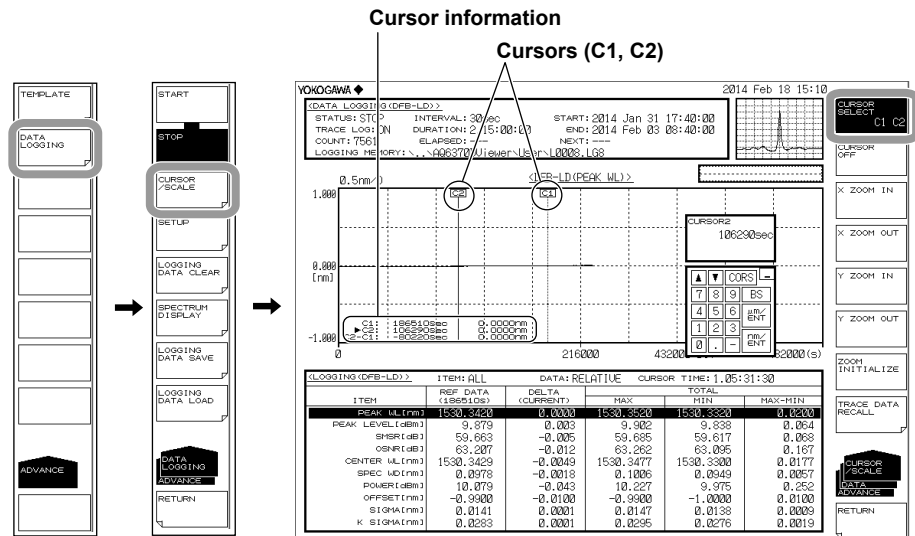 Cursor information
Cursors (C1, C2)
TEMPLATE
DATA
LOGGING
ADVANCE
START
STOP
CURSOR
/SCALE
SETUP
LOGGING
DATA CLEAR
SPECTRUM
DISPLAY
LOGGING
DATA SAVE
LOGGING
DATA LOAD
DATA
LOGGING
ADVANCE
RETURN
YOKOGAWA 2014 Feb 18 15:10
<DATA LOGGING(DFB-LD)>
STATUS: STOP INTERVAL: 30sec START: 2014 Jan 31 17:40:00
TRACE LOG: ON DURATION: 2.15:00:00 END: 2014 Feb 03 08:40:00
COUNT: 7561 ELAPSED: --- NEXT: ---
LOGGING MEMORY: \..\AQ6370\Viewer\User\L0008.LG8
0.5nm/D <DFB-LD(PEAK WL)>
C2 C1
1.000
0.000
[nm]
-1.000
CURSOR2
106290sec
CORS
7 8 9 BS
4 5 6 µm/ENT
1 2 3 nm/ENT
0 . -
C1: 186510sec 0.0000nm
▶C2: 106290sec 0.0000nm
C2-C1: -80220sec 0.0000nm
0 216000 432000 (s)
<LOGGING(DFB-LD)> ITEM: ALL DATA: RELATIVE CURSOR TIME: 1.05:31:30
REF DATA DELTA TOTAL
ITEM (186510s) (CURRENT) MAX MIN MAX-MIN
PEAK WL[nm] 1530.3420 0.0000 1530.3520 1530.3320 0.0200
PEAK LEVEL[dBm] 9.879 0.003 9.902 9.838 0.064
SMSR[dB] 59.663 -0.005 59.685 59.617 0.068
OSNR[dB] 63.207 -0.012 63.262 63.095 0.167
CENTER WL[nm] 1530.3429 -0.0049 1530.3477 1530.3300 0.0177
SPEC WD[nm] 0.0978 -0.0018 0.1006 0.0949 0.0057
POWER[dBm] 10.079 -0.043 10.227 9.975 0.252
OFFSET[nm] -0.9900 -0.0100 -0.9900 -1.0000 0.0100
SIGMA[nm] 0.0141 0.0001 0.0147 0.0138 0.0009
K SIGMA[nm] 0.0283 0.0001 0.0295 0.0276 0.0019
CURSOR
SELECT
C1 C2
CURSOR
OFF
X ZOOM IN
X ZOOM OUT
Y ZOOM IN
Y ZOOM OUT
ZOOM
INITIALIZE
TRACE DATA
RECALL
CURSOR
/SCALE
DATA
ADVANCE
RETURN